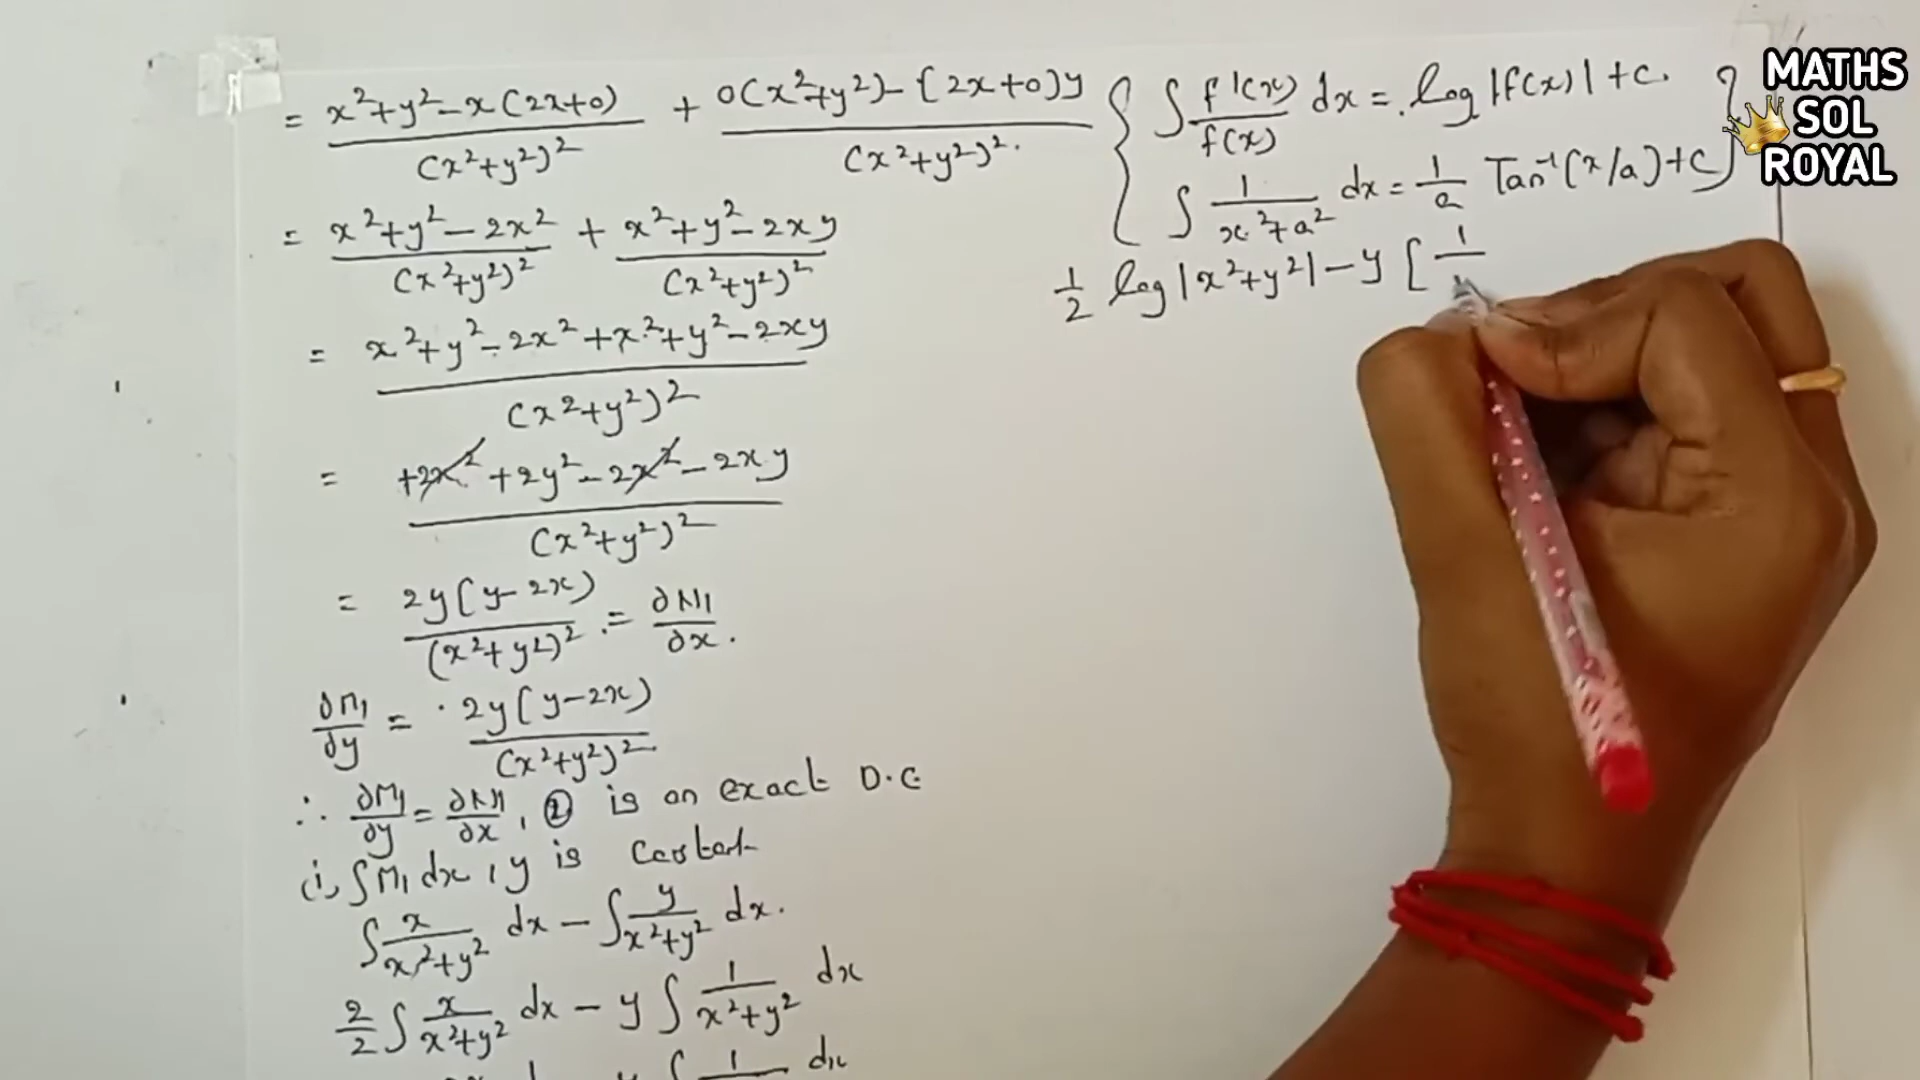 = x²+y²-x(2x+0)/(x²+y²)² + 0(x²+y²)-[2x+0]y/(x²+y²)².
= x²+y²-2x²/(x²+y²)² + x²+y²-2xy/(x²+y²)²
= x²+y²-2x²+x²+y²-2xy/(x²+y²)²
= +2x²+2y²-2x²-2xy/(x²+y²)²
= 2y(y-2x)/(x²+y²)² = ∂N1/∂x.
∂M1/∂y = 2y(y-2x)/(x²+y²)².
∴ ∂M1/∂y = ∂N1/∂x, ② is an exact D.E
(i) ∫M1 dx, y is
∫x/x²+y² dx - ∫y/x²+y² dx.
2/2 ∫x/x²+y² dx - y ∫1/x²+y² dx
{ ∫f'(x)/f(x) dx = log|f(x)|+c.
∫1/x²+a² dx = 1/a Tan⁻¹(x/a)+c }
1/2 log|x²+y²| - y [1/
MATHS
SOL
ROYAL